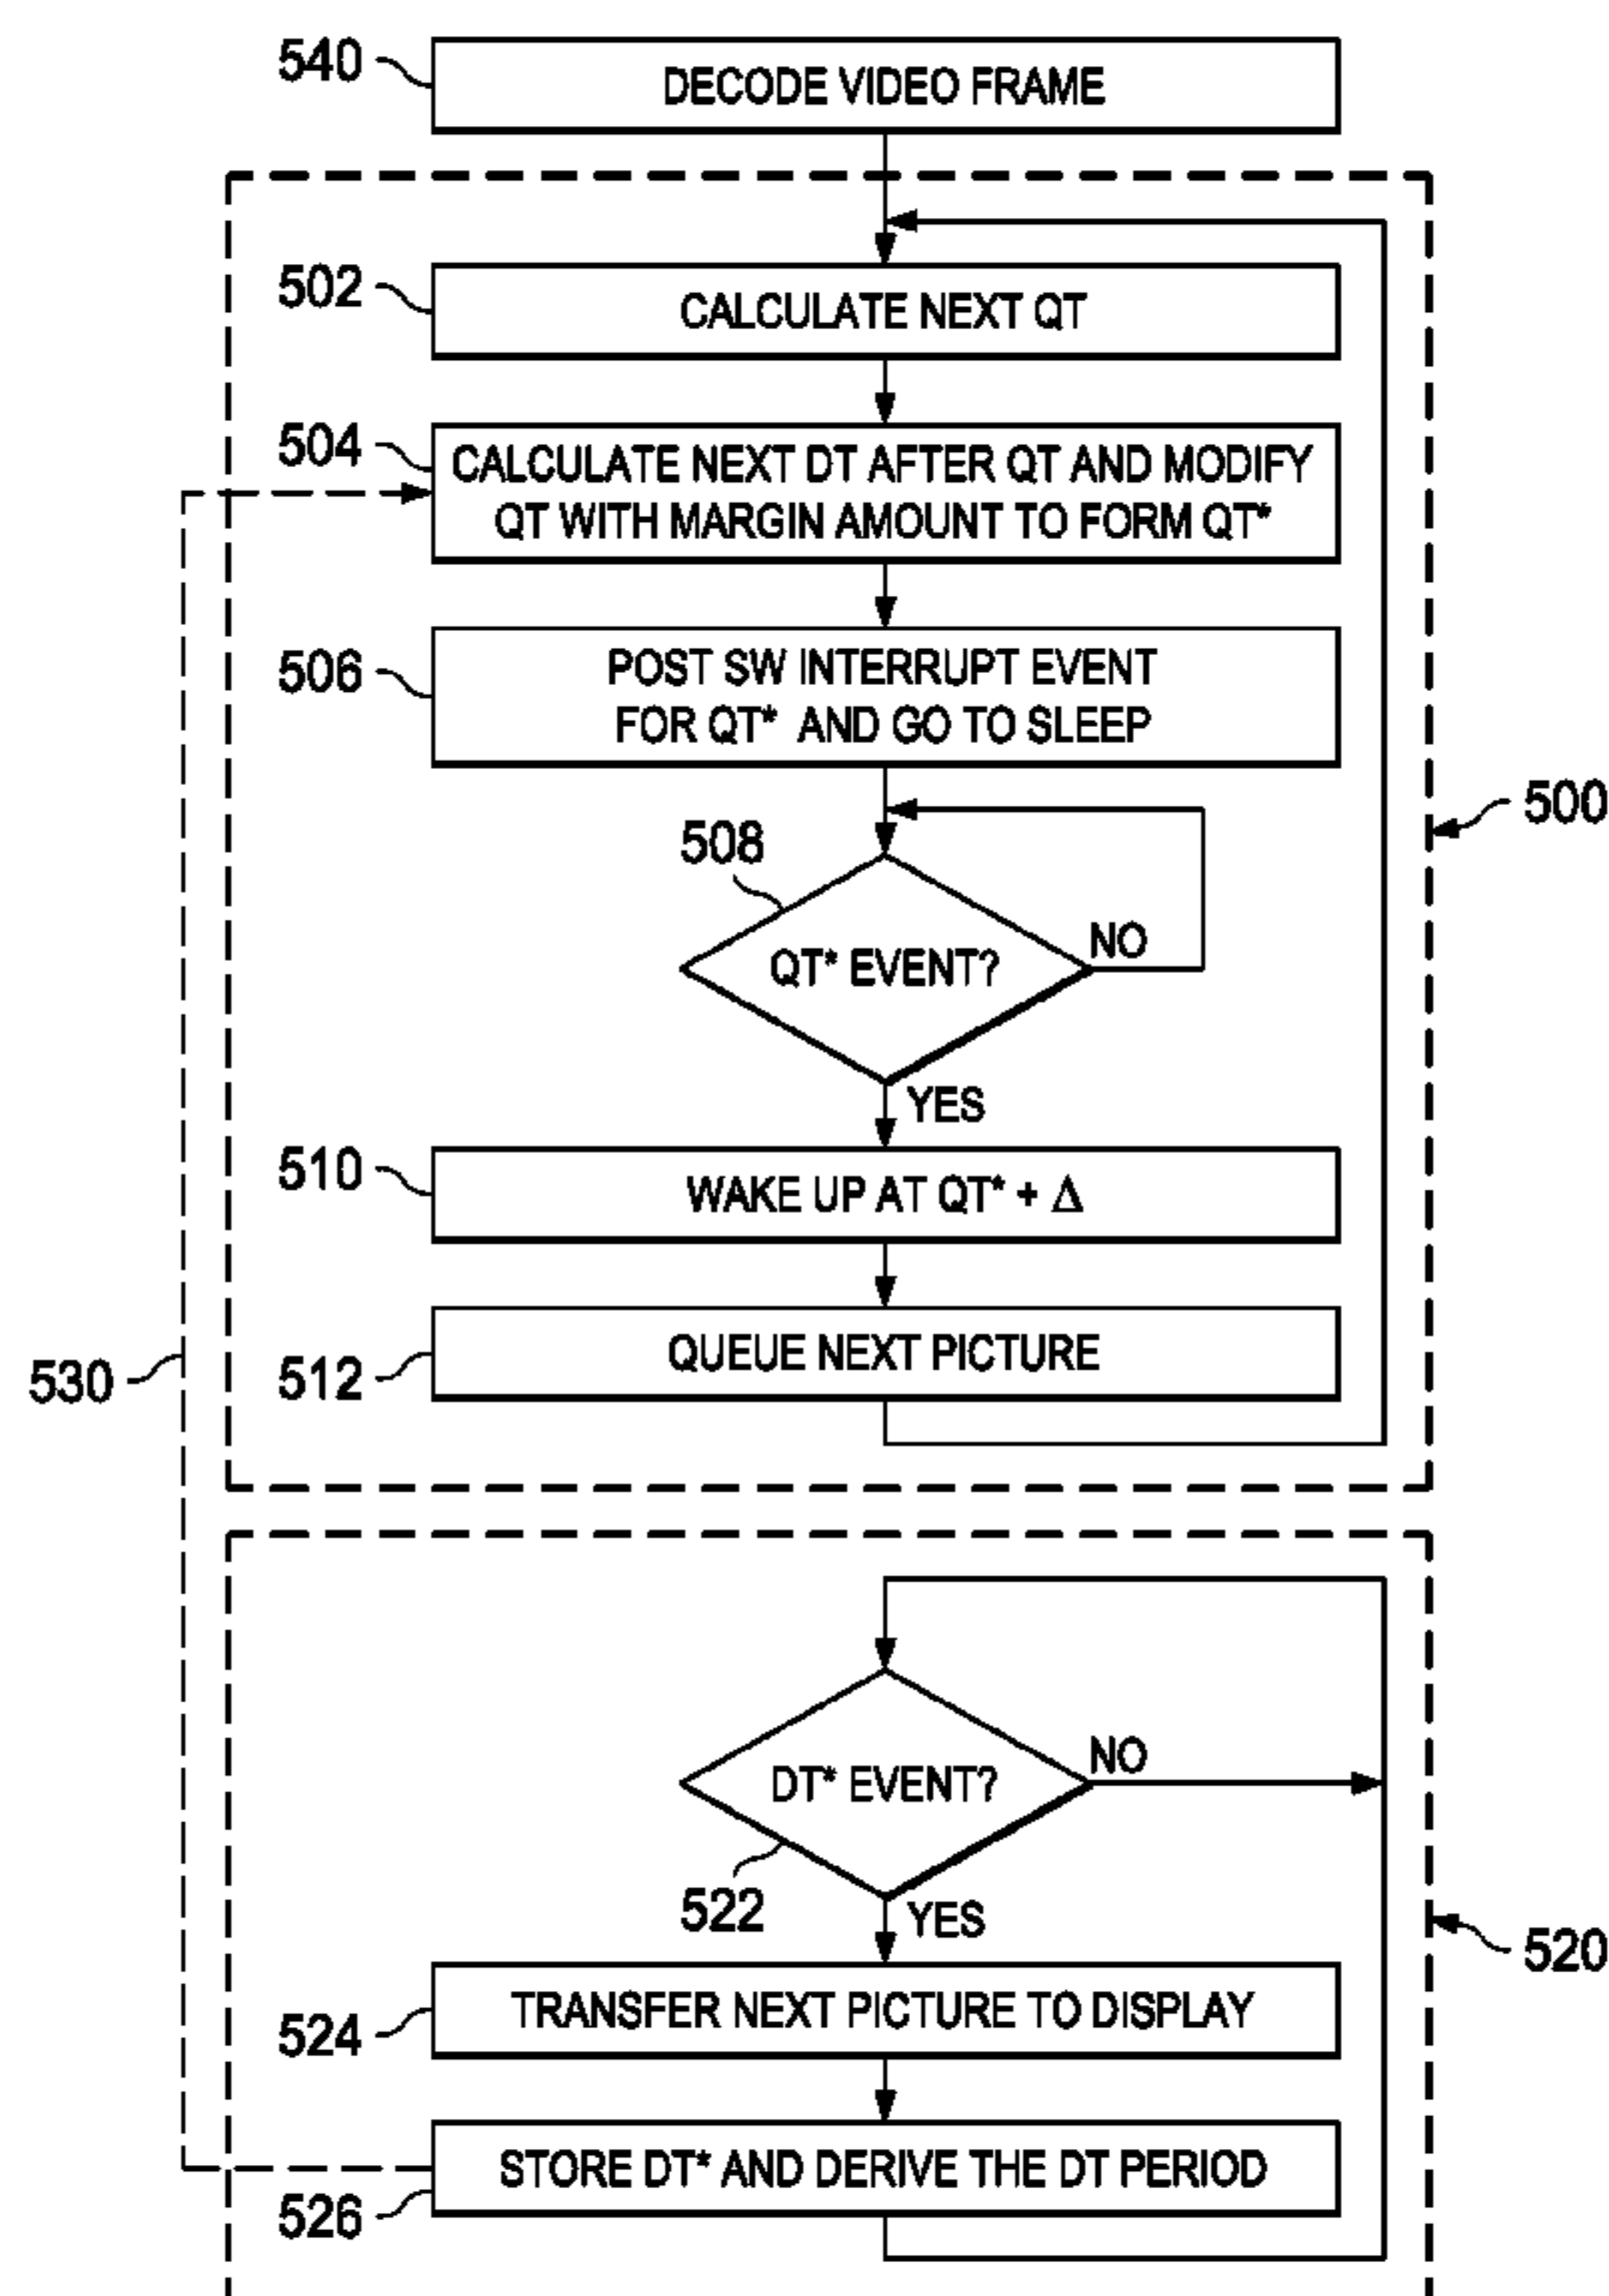 540
DECODE VIDEO FRAME
502
CALCULATE NEXT QT
504
CALCULATE NEXT DT AFTER QT AND MODIFY
QT WITH MARGIN AMOUNT TO FORM QT*
506
POST SW INTERRUPT EVENT
FOR QT* AND GO TO SLEEP
500
508
QT* EVENT?
NO
YES
510
WAKE UP AT QT* + Δ
530
512
QUEUE NEXT PICTURE
DT* EVENT?
NO
522
YES
520
524
TRANSFER NEXT PICTURE TO DISPLAY
526
STORE DT* AND DERIVE THE DT PERIOD